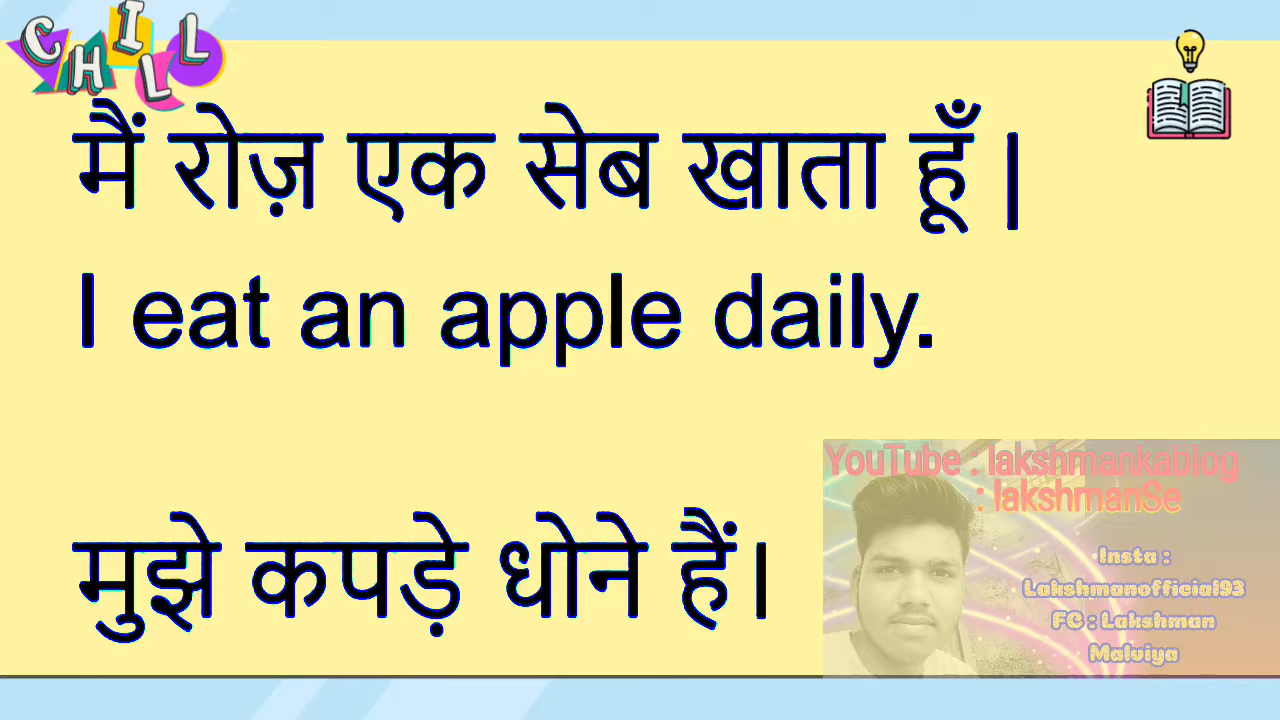 CHILL
मैं रोज़ एक सेब खाता हूँ |
I eat an apple daily.
मुझे कपड़े धोने हैं।
YouTube : lakshmankablog
: lakshmanSe
Insta :
Lakshmanofficial93
FC : Lakshman
Malviya